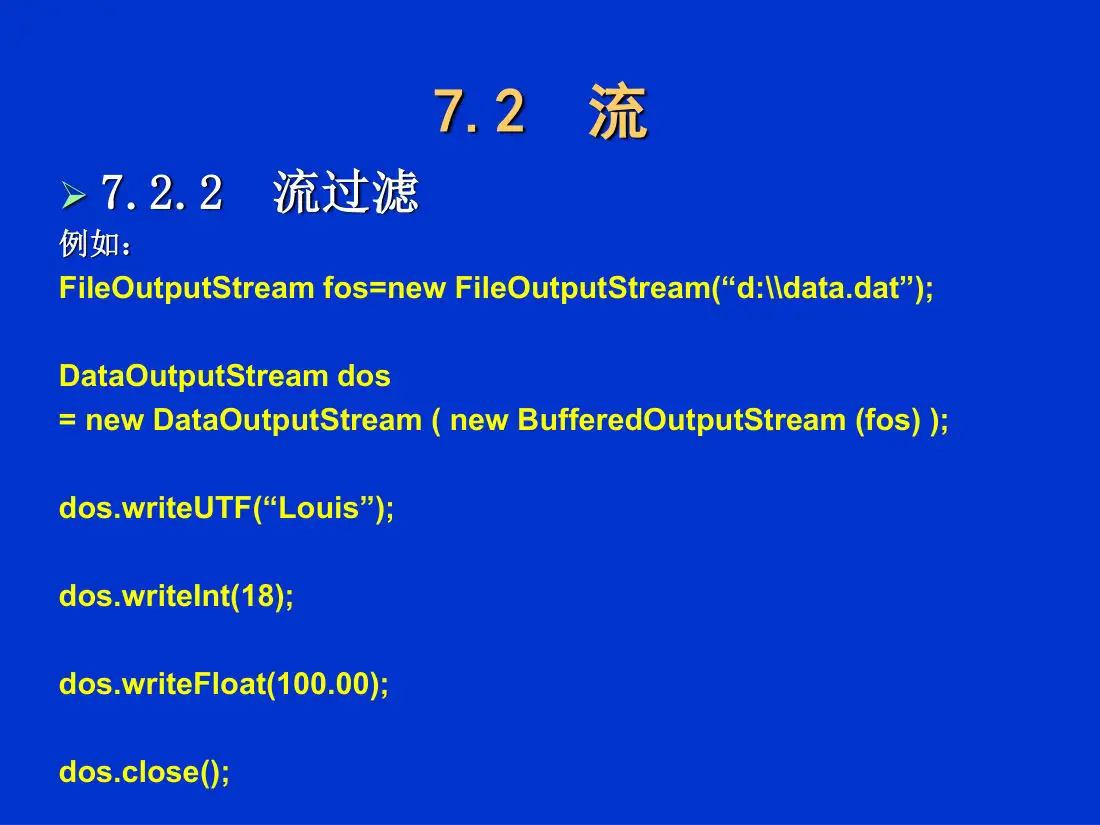 7.2 流
7.2.2 流过滤
例如：
FileOutputStream fos=new FileOutputStream(“d:\\data.dat”);
DataOutputStream dos
= new DataOutputStream ( new BufferedOutputStream (fos) );
dos.writeUTF(“Louis”);
dos.writeInt(18);
dos.writeFloat(100.00);
dos.close();